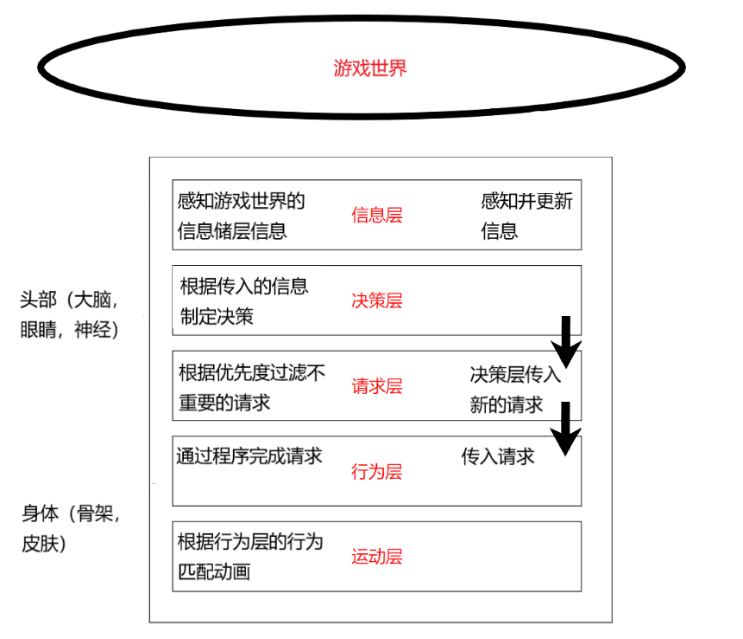 游戏世界
感知游戏世界的
信息储层信息
信息层
感知并更新
信息
头部（大脑，
眼睛，神经）
根据传入的信息
制定决策
决策层
根据优先度过滤不
重要的请求
请求层
决策层传入
新的请求
通过程序完成请求
行为层
传入请求
身体（骨架，
皮肤）
根据行为层的行为
匹配动画
运动层